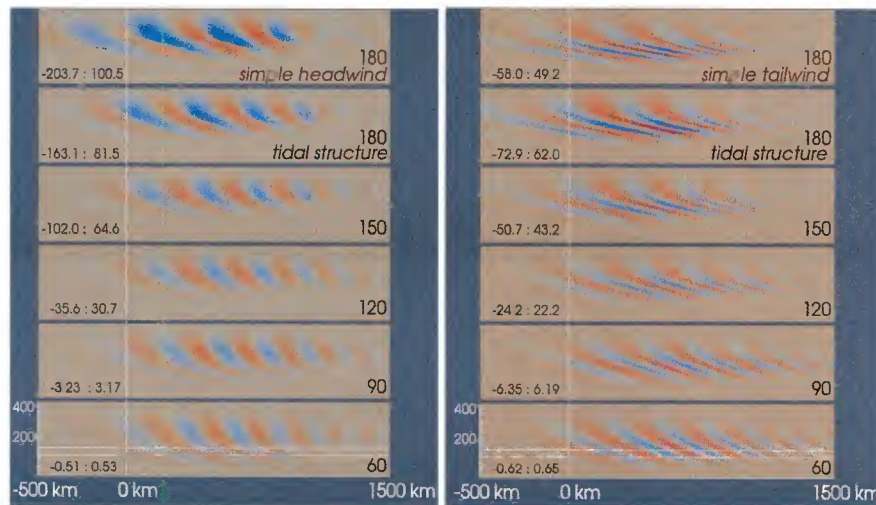 180
-203.7 : 100.5 simple headwind
180
-163.1 : 81.5 tidal structure
-102.0 : 64.6 150
-35.6 : 30.7 120
-3.23 : 3.17 90
400
200
-0.51 : 0.53 60
-500 km 0 km 1500 km
180
-58.0 : 49.2 simple tailwind
180
-72.9 : 62.0 tidal structure
-50.7 : 43.2 150
-24.2 : 22.2 120
-6.35 : 6.19 90
400
200
-0.62 : 0.65 60
-500 km 0 km 1500 km